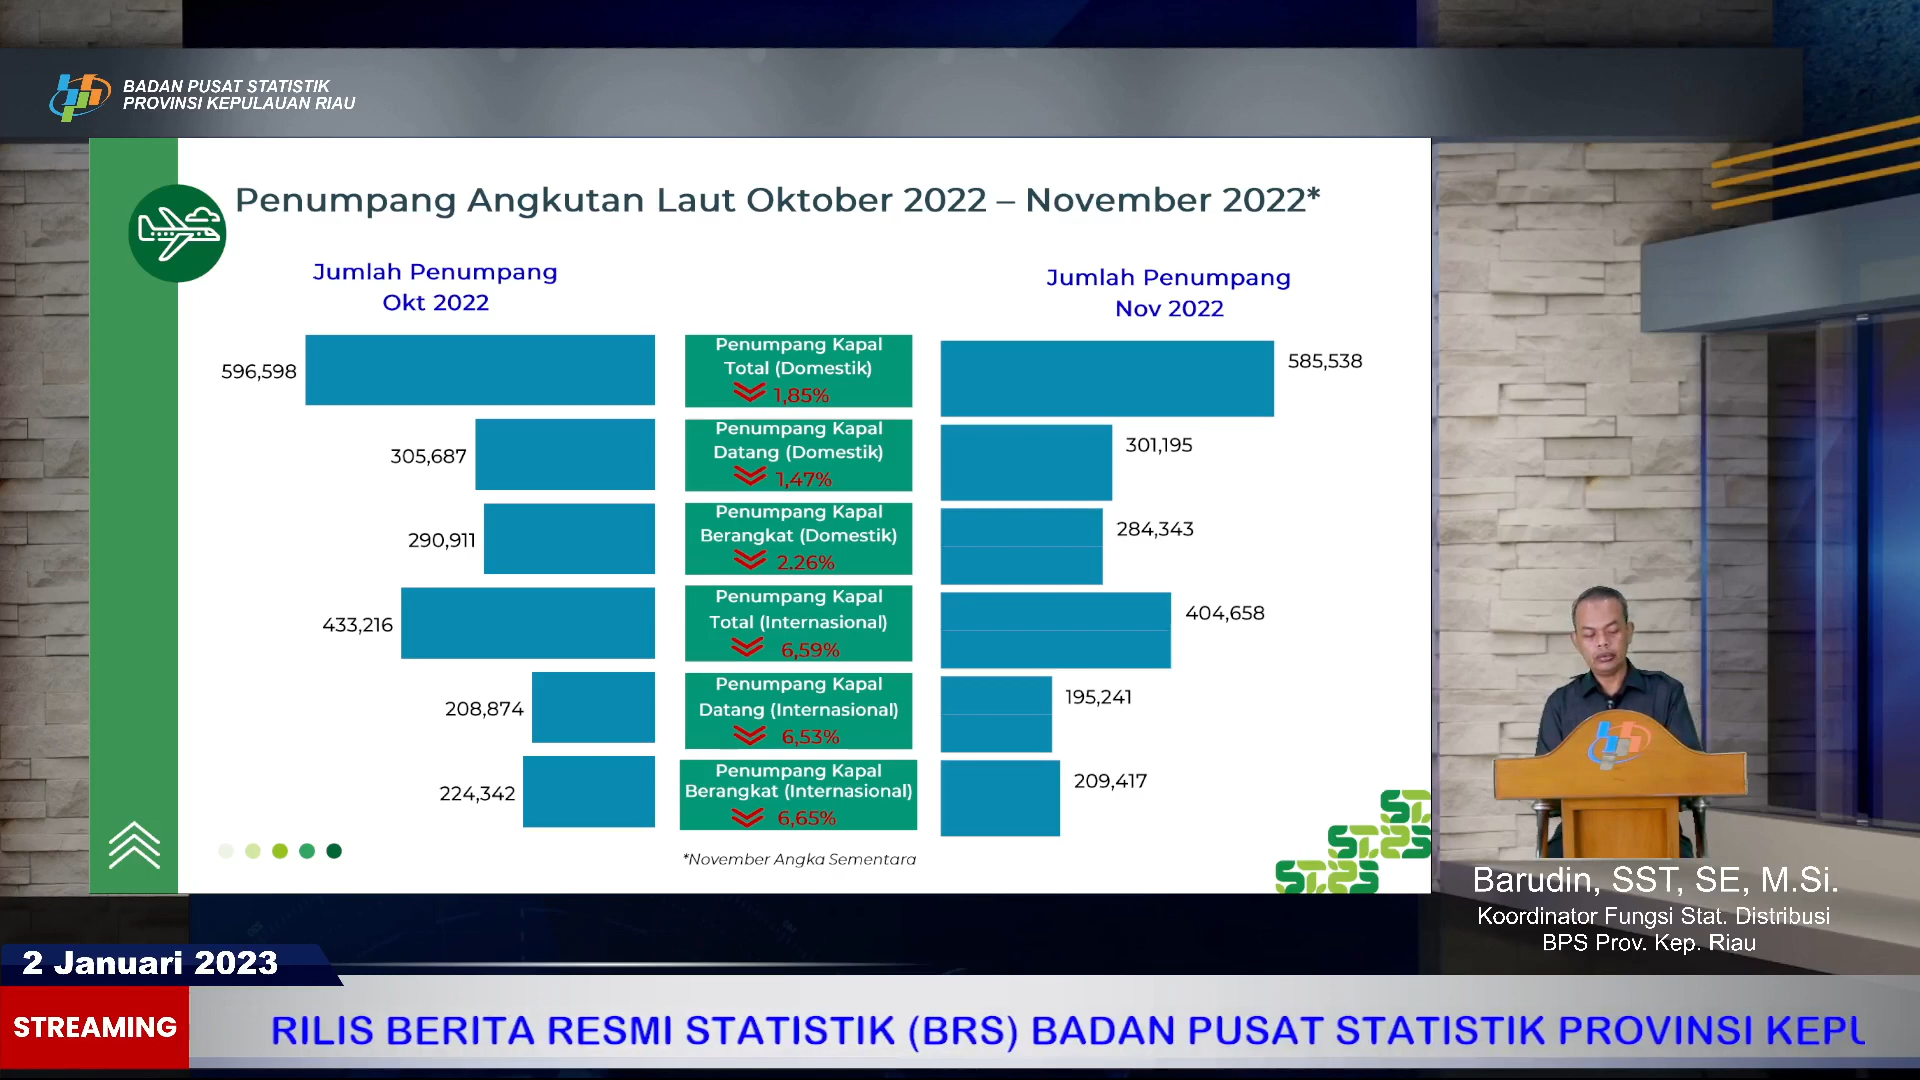 BADAN PUSAT STATISTIK
PROVINSI KEPULAUAN RIAU
Penumpang Angkutan Laut Oktober 2022 – November 2022*
Jumlah Penumpang
Okt 2022
Jumlah Penumpang
Nov 2022
596,598
Penumpang Kapal
Total (Domestik)
1,85%
585,538
305,687
Penumpang Kapal
Datang (Domestik)
1,47%
301,195
290,911
Penumpang Kapal
Berangkat (Domestik)
2.26%
284,343
433,216
Penumpang Kapal
Total (Internasional)
6,59%
404,658
208,874
Penumpang Kapal
Datang (Internasional)
6,53%
195,241
224,342
Penumpang Kapal
Berangkat (Internasional)
6,65%
209,417
*November Angka Sementara
Barudin, SST, SE, M.Si.
Koordinator Fungsi Stat. Distribusi
BPS Prov. Kep. Riau
2 Januari 2023
STREAMING
RILIS BERITA RESMI STATISTIK (BRS) BADAN PUSAT STATISTIK PROVINSI KEPU